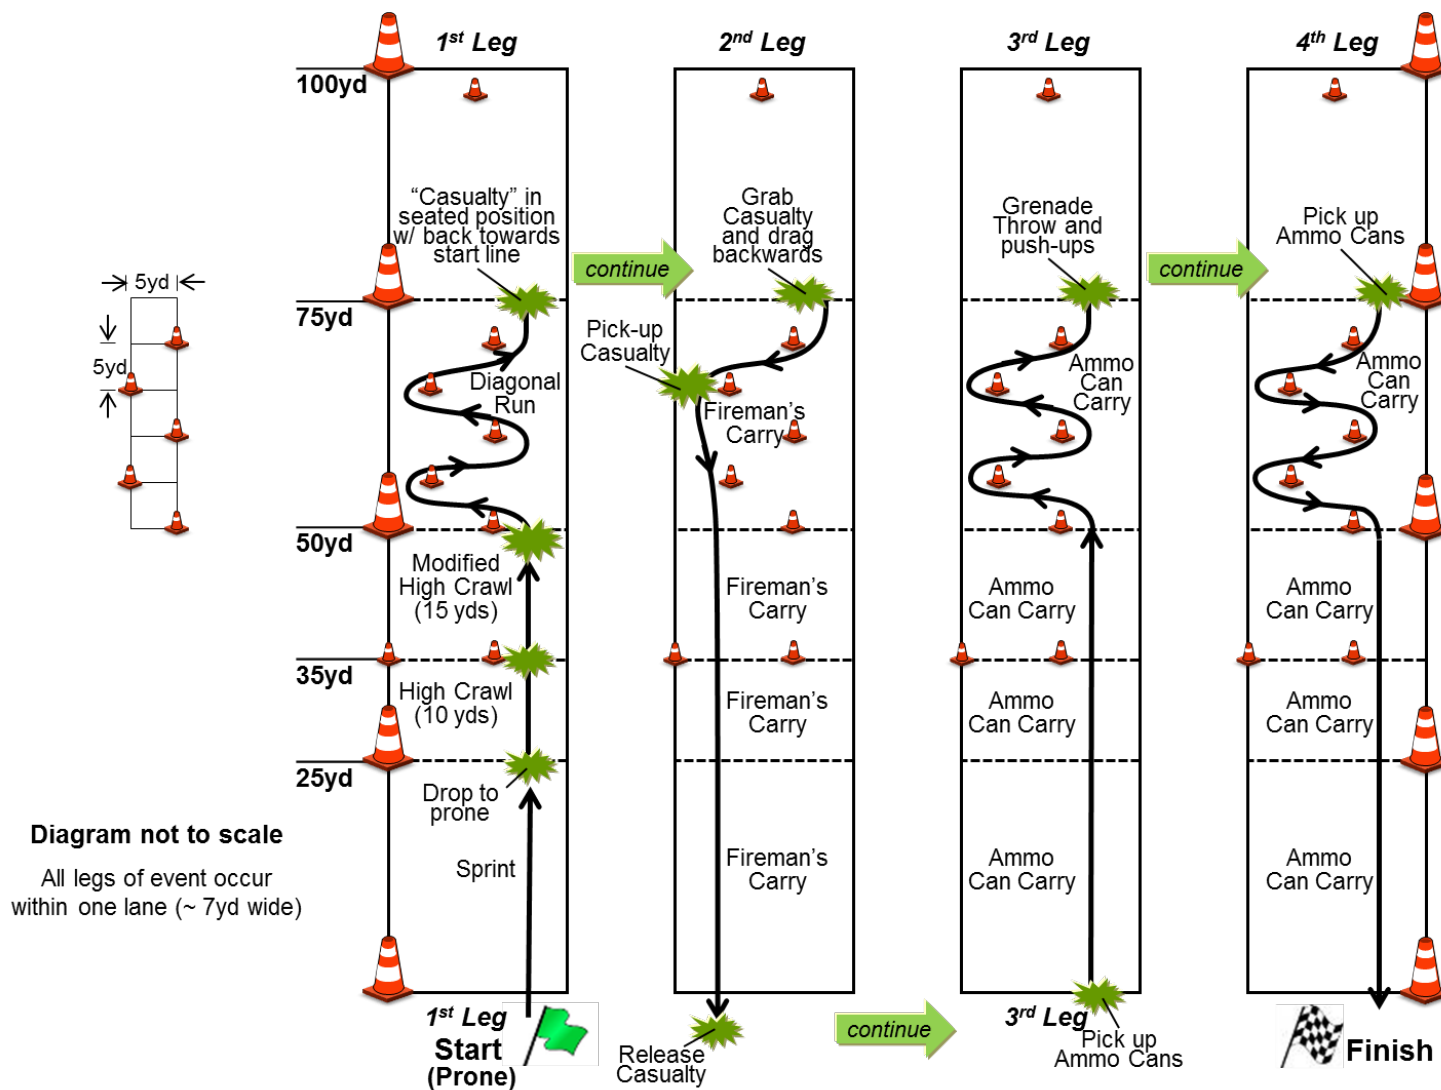 1st Leg
2nd Leg
3rd Leg
4th Leg
100yd
"Casualty" in
seated position
w/ back towards
start line
continue
Grab
Casualty
and drag
backwards
Grenade
Throw and
push-ups
continue
Pick up
Ammo Cans
5yd
5yd
75yd
Diagonal
Run
Pick-up
Casualty
Fireman's
Carry
Ammo
Can
Carry
Ammo
Can
Carry
50yd
Modified
High Crawl
(15 yds)
Fireman's
Carry
Ammo
Can Carry
Ammo
Can Carry
35yd
High Crawl
(10 yds)
Fireman's
Carry
Ammo
Can Carry
Ammo
Can Carry
25yd
Drop to
prone
Sprint
Fireman's
Carry
Ammo
Can Carry
Ammo
Can Carry
Diagram not to scale
All legs of event occur
within one lane (~ 7yd wide)
1st Leg
Start
(Prone)
Release
Casualty
continue
3rd Leg
Pick up
Ammo Cans
Finish